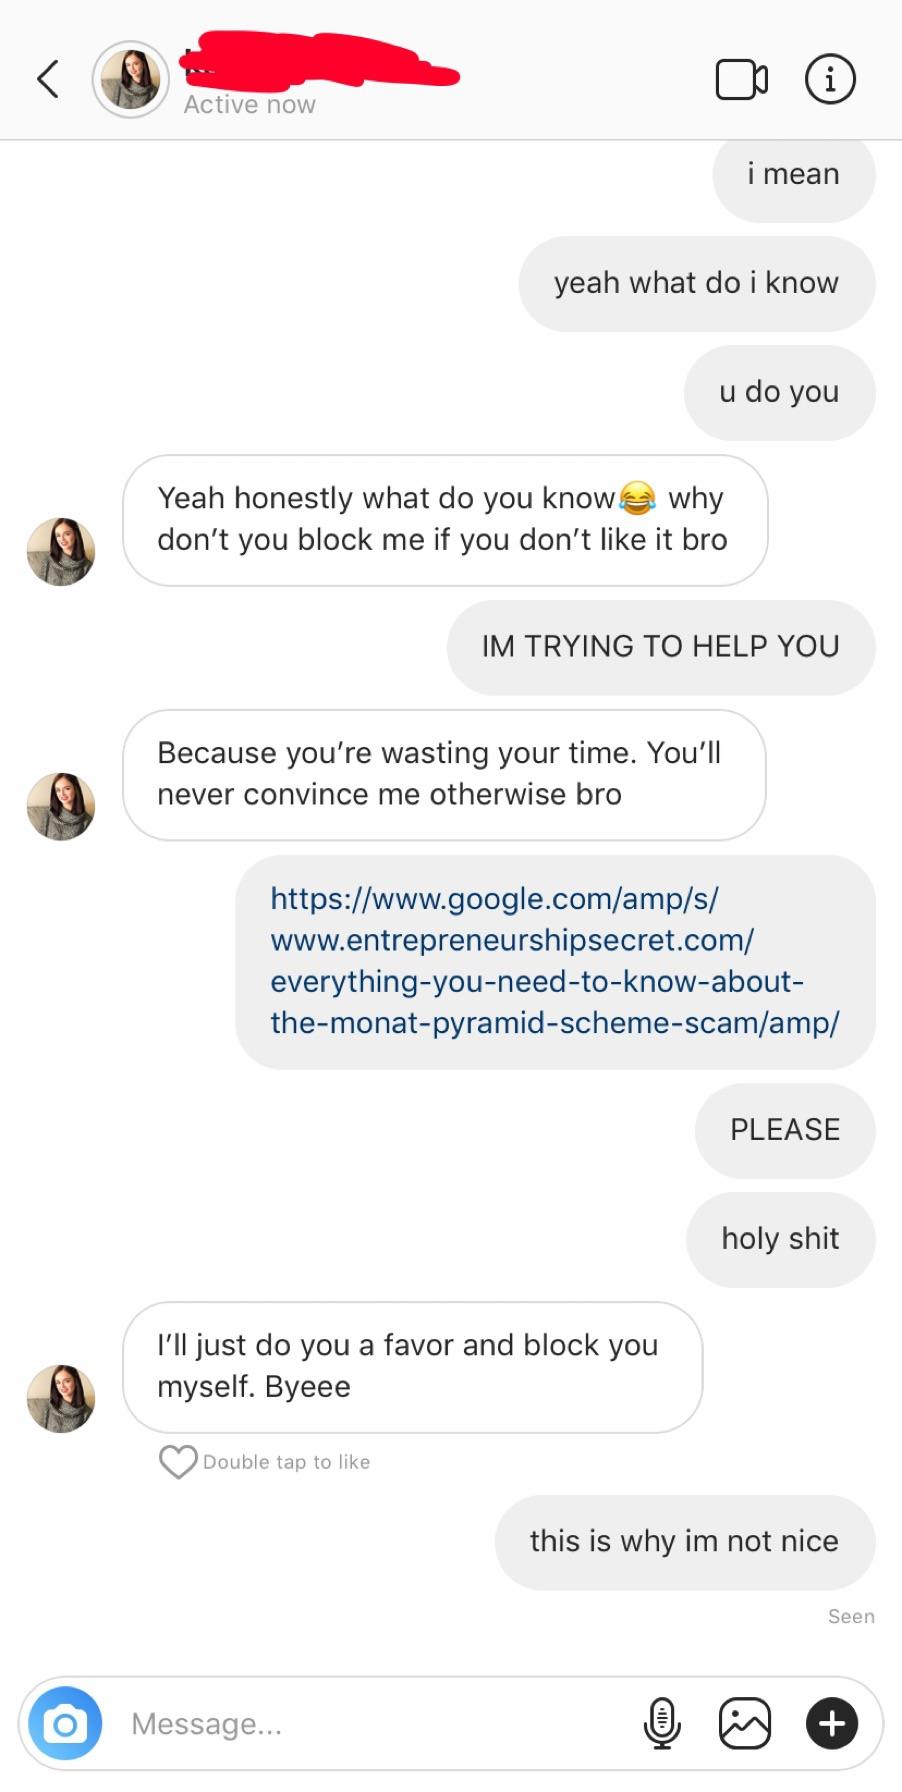 Active now
i mean
yeah what do i know
u do you
Yeah honestly what do you know😂 why
don’t you block me if you don’t like it bro
IM TRYING TO HELP YOU
Because you’re wasting your time. You’ll
never convince me otherwise bro
https://www.google.com/amp/s/
www.entrepreneurshipsecret.com/
everything-you-need-to-know-about-
the-monat-pyramid-scheme-scam/amp/
PLEASE
holy shit
I’ll just do you a favor and block you
myself. Byeee
Double tap to like
this is why im not nice
Seen
Message...